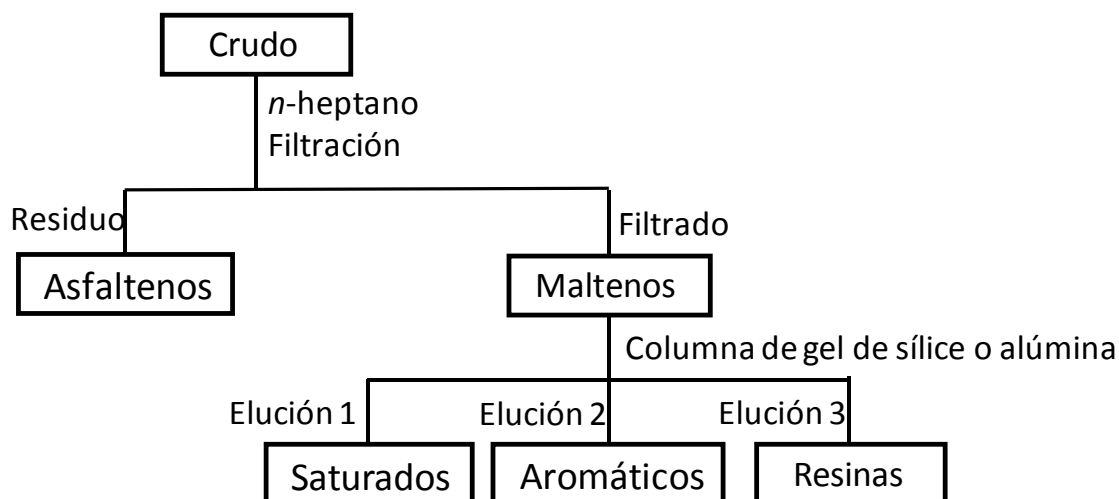 Crudo
n-heptano
Filtración
Residuo
Filtrado
Asfaltenos
Maltenos
Columna de gel de sílice o alúmina
Elución 1
Elución 2
Elución 3
Saturados
Aromáticos
Resinas